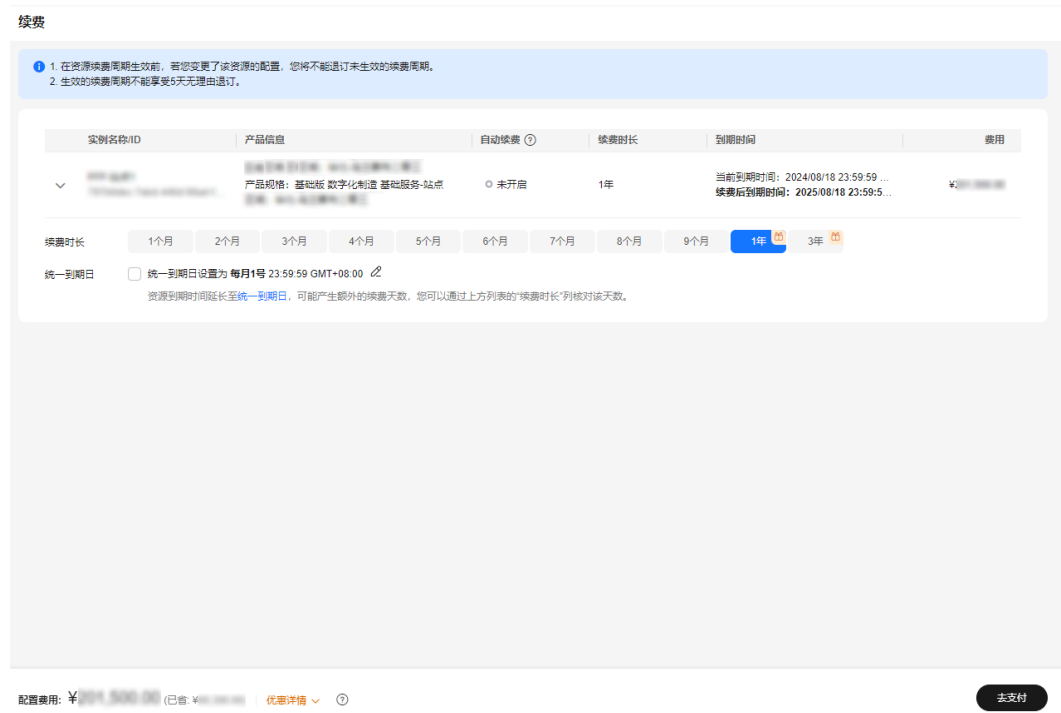 续费
1. 在资源续费周期生效前，若您变更了该资源的配置，您将不能退订未生效的续费周期。
2. 生效的续费周期不能享受5天无理由退订。
实例名称/ID 产品信息 自动续费 续费时长 到期时间 费用
产品规格：基础版 数字化制造 基础服务-站点 未开启 1年 当前到期时间：2024/08/18 23:59:59 ... ¥
续费后到期时间：2025/08/18 23:59:5...
续费时长 1个月 2个月 3个月 4个月 5个月 6个月 7个月 8个月 9个月 1年 3年
统一到期日 统一到期日设置为 每月1号 23:59:59 GMT+08:00
资源到期时间延长至统一到期日，可能产生额外的续费天数，您可以通过上方列表的“续费时长”列核对该天数。
配置费用: ¥ (已省: ¥ 优惠详情 去支付